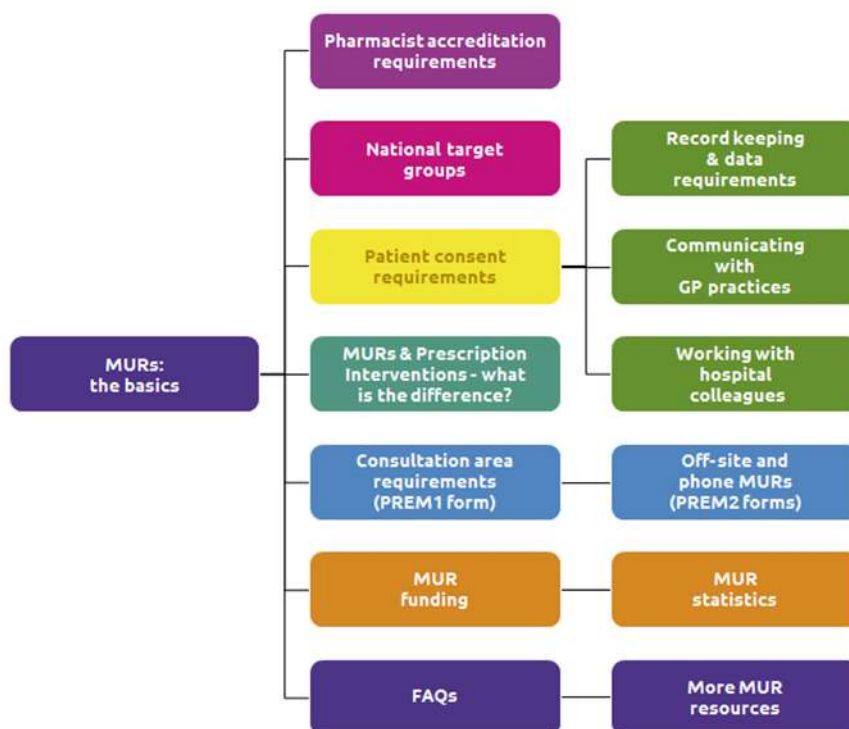 Pharmacist accreditation
requirements
National target
groups
Record keeping
& data
requirements
Patient consent
requirements
Communicating
with
GP practices
MURs:
the basics
MURs & Prescription
Interventions - what
is the difference?
Working with
hospital
colleagues
Consultation area
requirements
(PREM1 form)
Off-site and
phone MURs
(PREM2 forms)
MUR
funding
MUR
statistics
FAQs
More MUR
resources